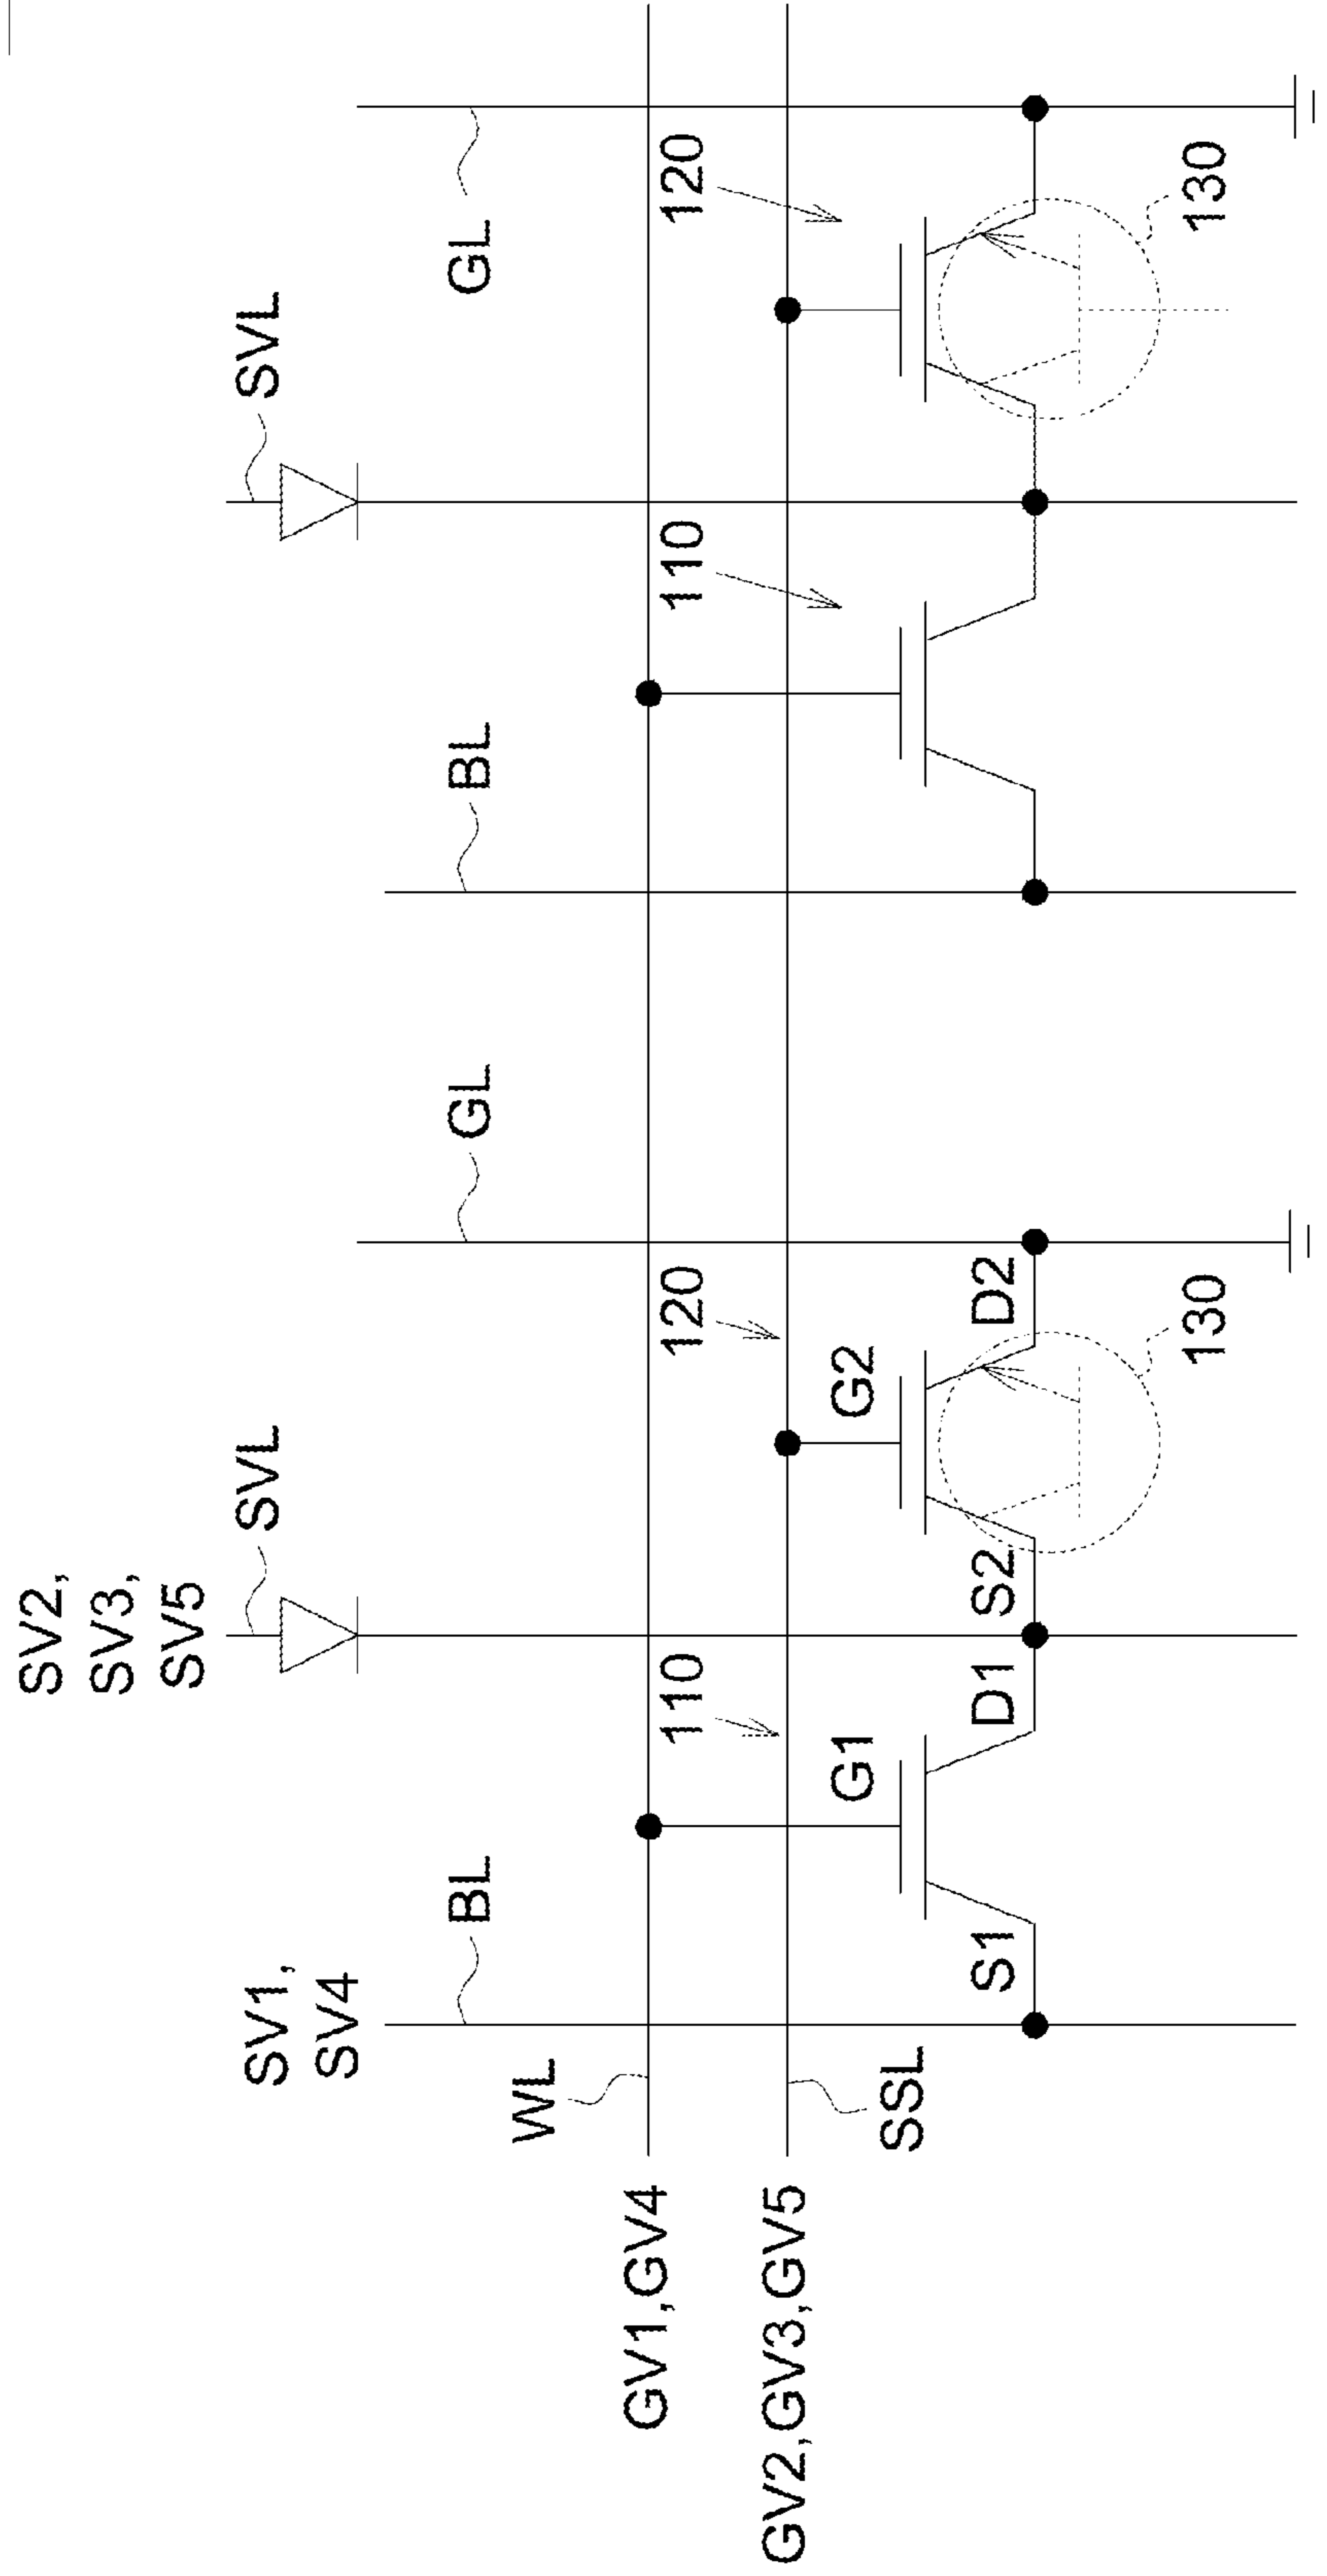 SV2,
SV3,
SV5
SV1,
SV4
SVL
SVL
BL
GL
BL
GL
WL
GV1,GV4
110
120
110
120
SSL
GV2,GV3,GV5
G1
G2
S1
D1
S2
D2
130
130